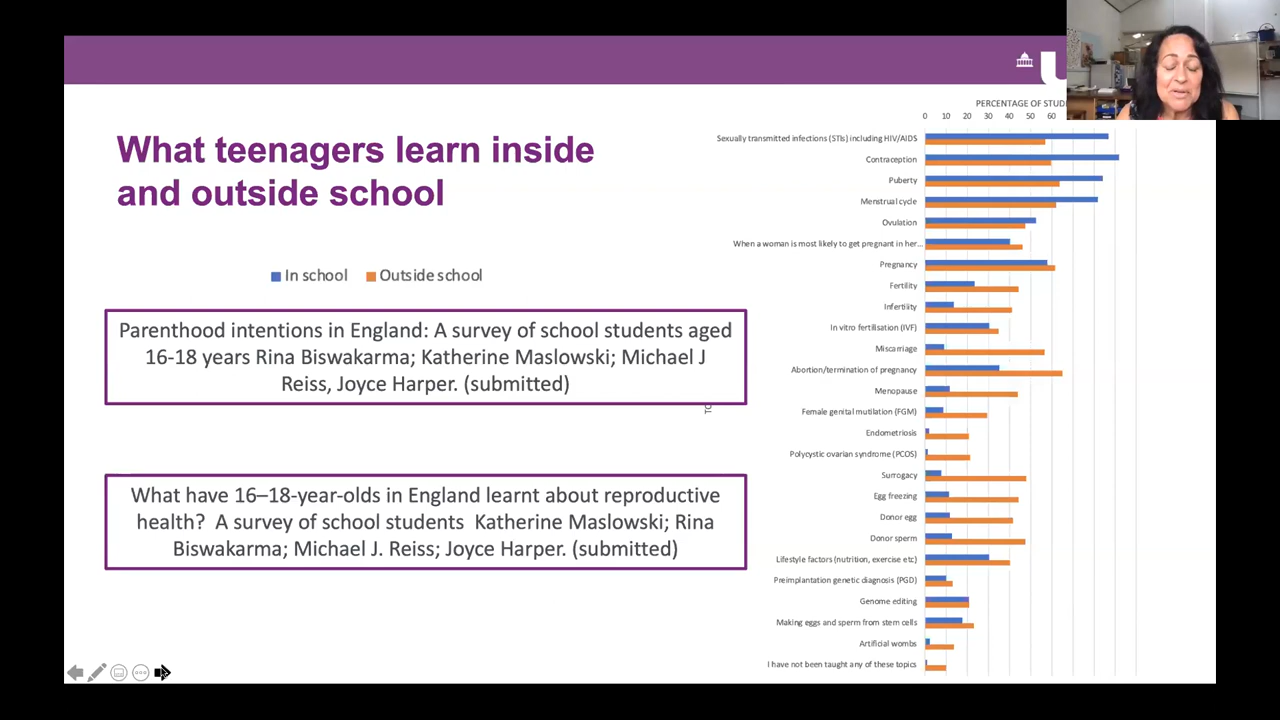 What teenagers learn inside
and outside school
In school Outside school
Parenthood intentions in England: A survey of school students aged
16-18 years Rina Biswakarma; Katherine Maslowski; Michael J
Reiss, Joyce Harper. (submitted)
What have 16–18-year-olds in England learnt about reproductive
health? A survey of school students Katherine Maslowski; Rina
Biswakarma; Michael J. Reiss; Joyce Harper. (submitted)
PERCENTAGE OF
0 10 20 30 40 50 60
Sexually transmitted infections (STIs) including HIV/AIDS
Contraception
Puberty
Menstrual cycle
Ovulation
When a woman is most likely to get pregnant in her...
Pregnancy
Fertility
Infertility
In vitro fertilisation (IVF)
Miscarriage
Abortion/termination of pregnancy
Menopause
Female genital mutilation (FGM)
Endometriosis
Polycystic ovarian syndrome (PCOS)
Surrogacy
Egg freezing
Donor egg
Donor sperm
Lifestyle factors (nutrition, exercise etc)
Preimplantation genetic diagnosis (PGD)
Genome editing
Making eggs and sperm from stem cells
Artificial wombs
I have not been taught any of these topics